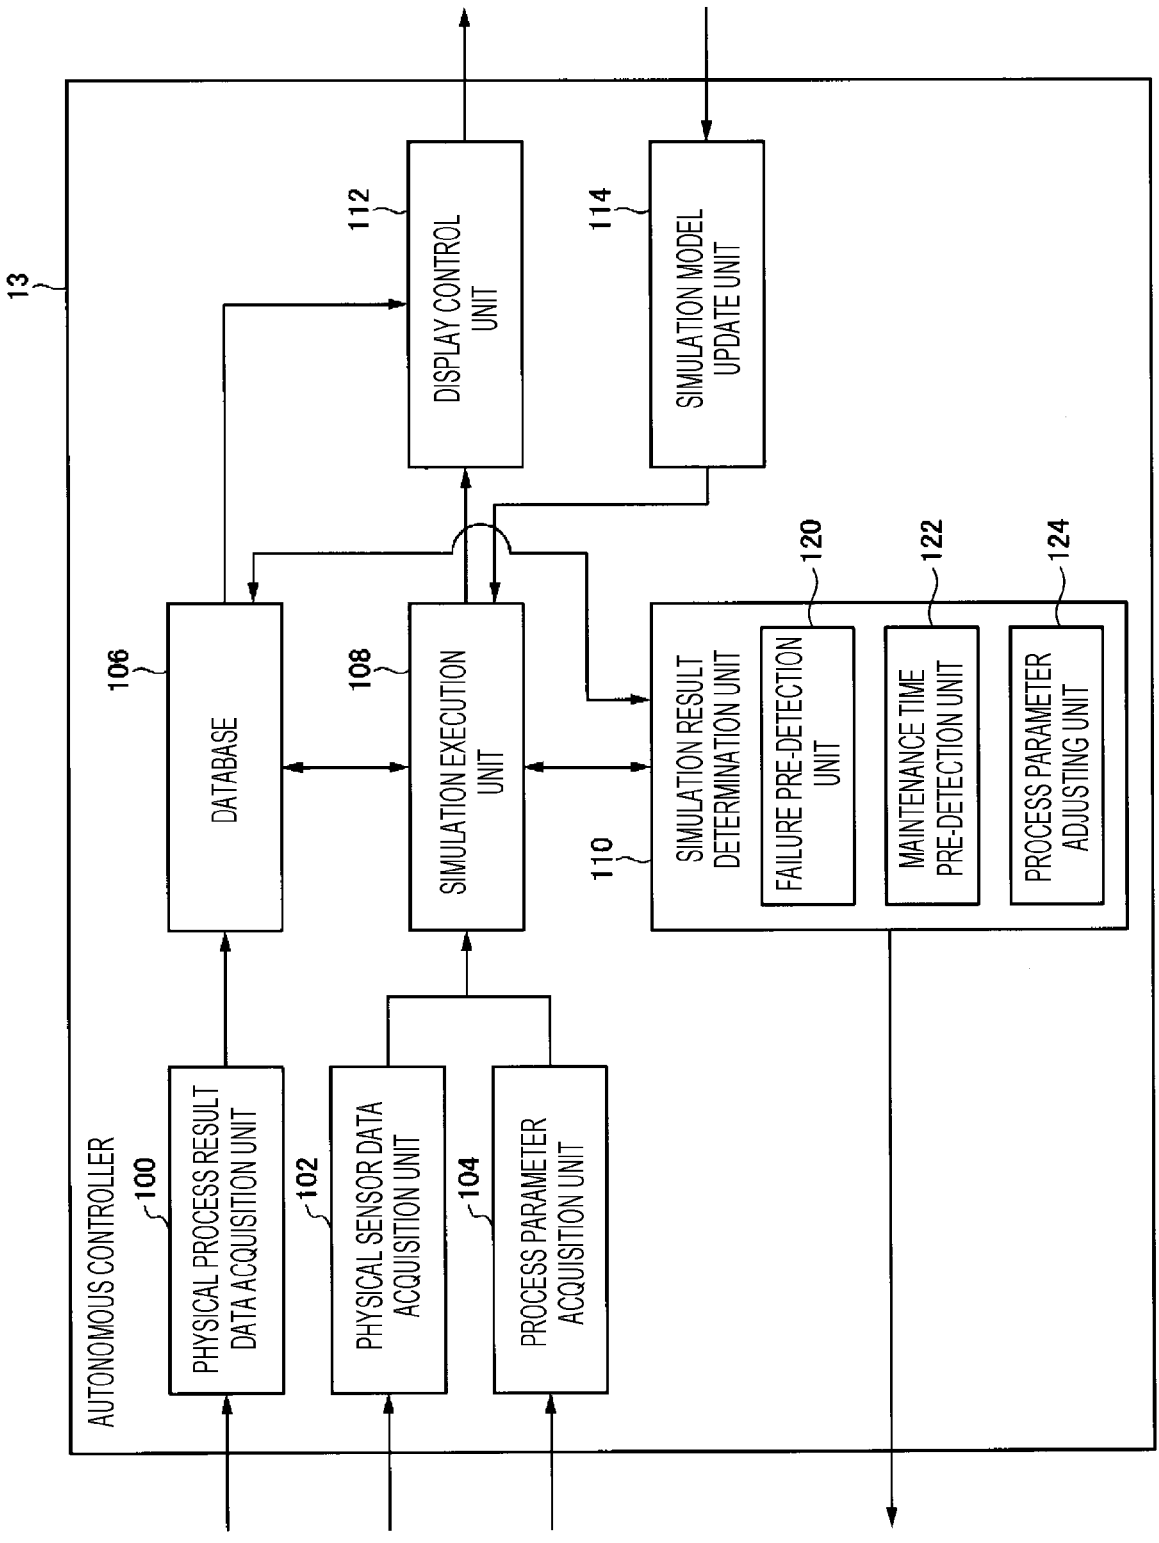 13
AUTONOMOUS CONTROLLER
100
PHYSICAL PROCESS RESULT
DATA ACQUISITION UNIT
102
PHYSICAL SENSOR DATA
ACQUISITION UNIT
104
PROCESS PARAMETER
ACQUISITION UNIT
106
DATABASE
108
SIMULATION EXECUTION
UNIT
110
SIMULATION RESULT
DETERMINATION UNIT
120
FAILURE PRE-DETECTION
UNIT
122
MAINTENANCE TIME
PRE-DETECTION UNIT
124
PROCESS PARAMETER
ADJUSTING UNIT
112
DISPLAY CONTROL
UNIT
114
SIMULATION MODEL
UPDATE UNIT